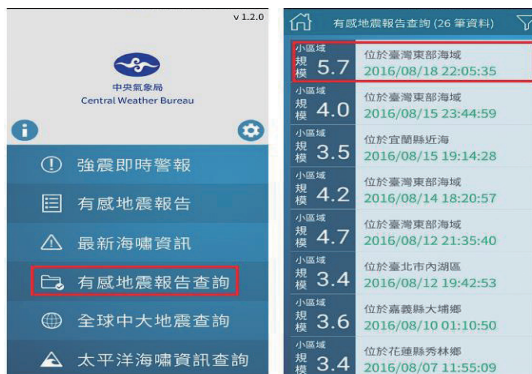 v 1.2.0
中央氣象局
Central Weather Bureau
強震即時警報
有感地震報告
最新海嘯資訊
有感地震報告查詢
全球中大地震查詢
太平洋海嘯資訊查詢
有感地震報告查詢 (26 筆資料)
小區域
規模 5.7
位於臺灣東部海域
2016/08/18 22:05:35
小區域
規模 4.0
位於臺灣東部海域
2016/08/15 23:44:59
小區域
規模 3.5
位於宜蘭縣近海
2016/08/15 19:14:28
小區域
規模 4.2
位於臺灣東部海域
2016/08/14 18:20:57
小區域
規模 4.7
位於臺灣東部海域
2016/08/12 21:35:40
小區域
規模 3.4
位於臺北市內湖區
2016/08/12 19:42:53
小區域
規模 3.6
位於嘉義縣大埔鄉
2016/08/10 01:10:50
小區域
規模 3.4
位於花蓮縣秀林鄉
2016/08/07 11:55:09